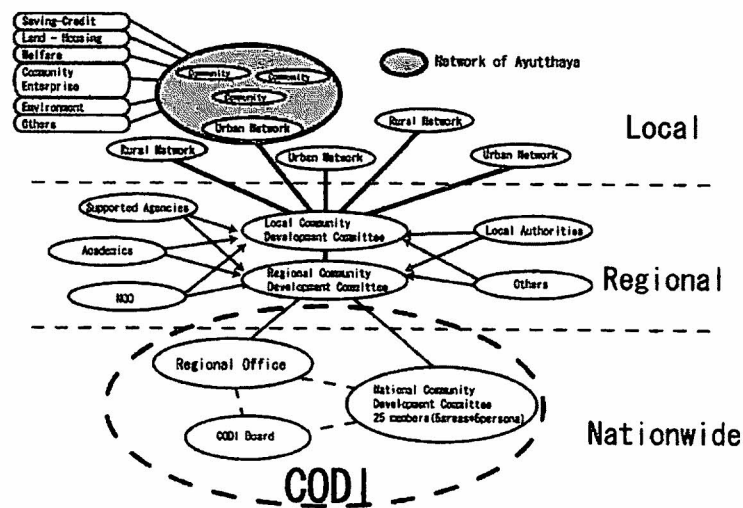 Saving-Credit
Land - Housing
Welfare
Community
Enterprise
Environment
Others
Community
Community
Community
Urban Network
Network of Ayutthaya
Rural Network
Urban Network
Rural Network
Urban Network
Local
Supported Agencies
Academics
NGO
Local Community
Development Committee
Regional Community
Development Committee
Local Authorities
Others
Regional
Regional Office
National Community
Development Committee
25 members(5areas*5persona)
CODI Board
CODI
Nationwide